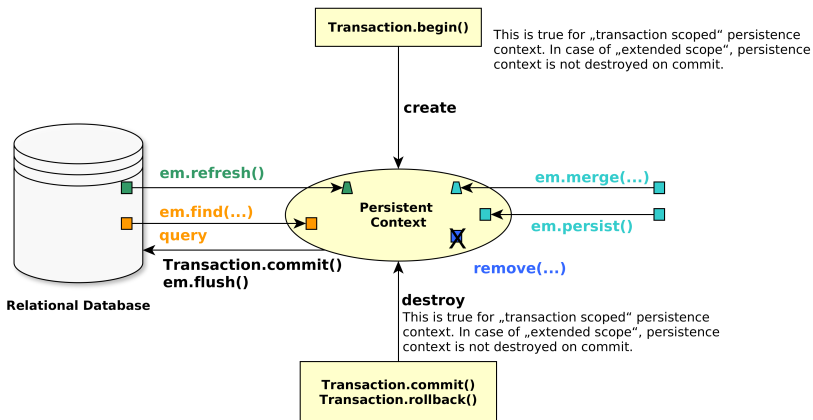 Transaction.begin()
This is true for „transaction scoped“ persistence
context. In case of „extended scope“, persistence
context is not destroyed on commit.
create
em.refresh()
em.merge(...)
em.find(...)
query
Persistent
Context
em.persist()
Transaction.commit()
em.flush()
remove(...)
Relational Database
destroy
This is true for „transaction scoped“ persistence
context. In case of „extended scope“, persistence
context is not destroyed on commit.
Transaction.commit()
Transaction.rollback()